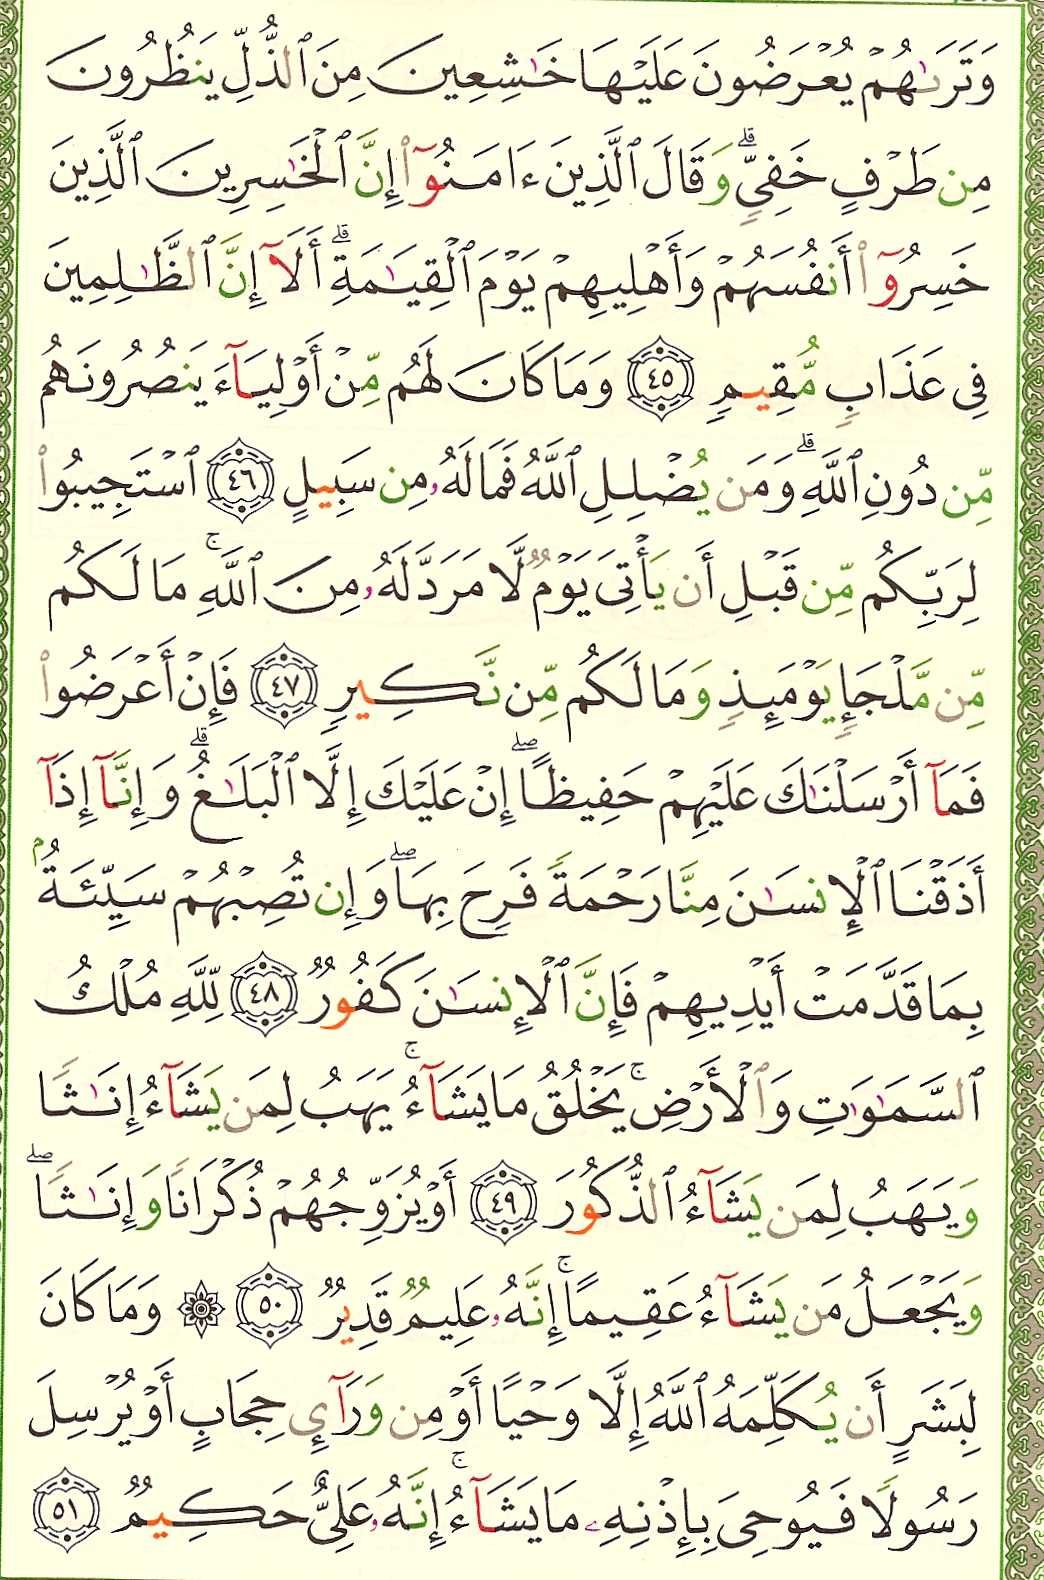 وَتَرَىٰهُمْ يُعْرَضُونَ عَلَيْهَا خَٰشِعِينَ مِنَ ٱلذُّلِّ يَنظُرُونَ
مِن طَرْفٍ خَفِيٍّۗ وَقَالَ ٱلَّذِينَ ءَامَنُوٓا۟ إِنَّ ٱلْخَٰسِرِينَ ٱلَّذِينَ
خَسِرُوٓا۟ أَنفُسَهُمْ وَأَهْلِيهِمْ يَوْمَ ٱلْقِيَٰمَةِۗ أَلَآ إِنَّ ٱلظَّٰلِمِينَ
فِى عَذَابٍ مُّقِيمٍ ٤٥ وَمَا كَانَ لَهُم مِّنْ أَوْلِيَآءَ يَنصُرُونَهُم
مِّن دُونِ ٱللَّهِۗ وَمَن يُضْلِلِ ٱللَّهُ فَمَا لَهُۥ مِن سَبِيلٍ ٤٦ ٱسْتَجِيبُوا۟
لِرَبِّكُم مِّن قَبْلِ أَن يَأْتِىَ يَوْمٌ لَّا مَرَدَّ لَهُۥ مِنَ ٱللَّهِۚ مَا لَكُم
مِّن مَّلْجَإٍ يَوْمَئِذٍ وَمَا لَكُم مِّن نَّكِيرٍ ٤٧ فَإِنْ أَعْرَضُوا۟
فَمَآ أَرْسَلْنَٰكَ عَلَيْهِمْ حَفِيظًاۖ إِنْ عَلَيْكَ إِلَّا ٱلْبَلَٰغُۗ وَإِنَّآ إِذَآ
أَذَقْنَا ٱلْإِنسَٰنَ مِنَّا رَحْمَةً فَرِحَ بِهَاۖ وَإِن تُصِبْهُمْ سَيِّئَةُۢ
بِمَا قَدَّمَتْ أَيْدِيهِمْ فَإِنَّ ٱلْإِنسَٰنَ كَفُورٌ ٤٨ لِّلَّهِ مُلْكُ
ٱلسَّمَٰوَٰتِ وَٱلْأَرْضِۚ يَخْلُقُ مَا يَشَآءُۚ يَهَبُ لِمَن يَشَآءُ إِنَٰثًا
وَيَهَبُ لِمَن يَشَآءُ ٱلذُّكُورَ ٤٩ أَوْ يُزَوِّجُهُمْ ذُكْرَانًا وَإِنَٰثًاۖ
وَيَجْعَلُ مَن يَشَآءُ عَقِيمًاۚ إِنَّهُۥ عَلِيمٌ قَدِيرٌ ٥٠ ۞ وَمَا كَانَ
لِبَشَرٍ أَن يُكَلِّمَهُ ٱللَّهُ إِلَّا وَحْيًا أَوْ مِن وَرَآئِ حِجَابٍ أَوْ يُرْسِلَ
رَسُولًا فَيُوحِىَ بِإِذْنِهِۦ مَا يَشَآءُۚ إِنَّهُۥ عَلِىٌّ حَكِيمٌ ٥١